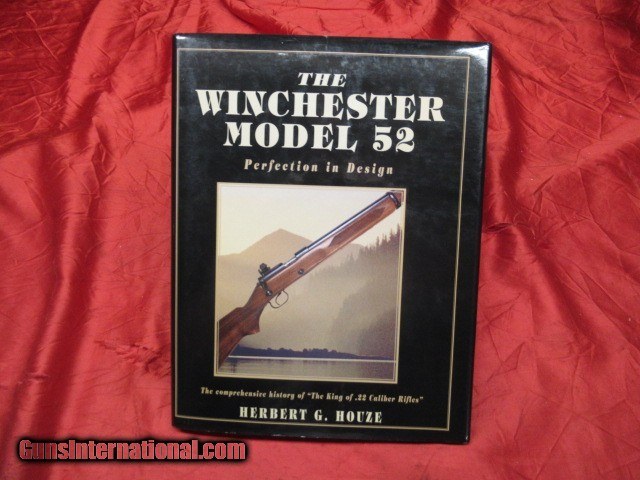 THE
WINCHESTER
MODEL 52
Perfection in Design
The comprehensive history of "The King of .22 Caliber Rifles"
HERBERT G. HOUZE
GunsInternational.com